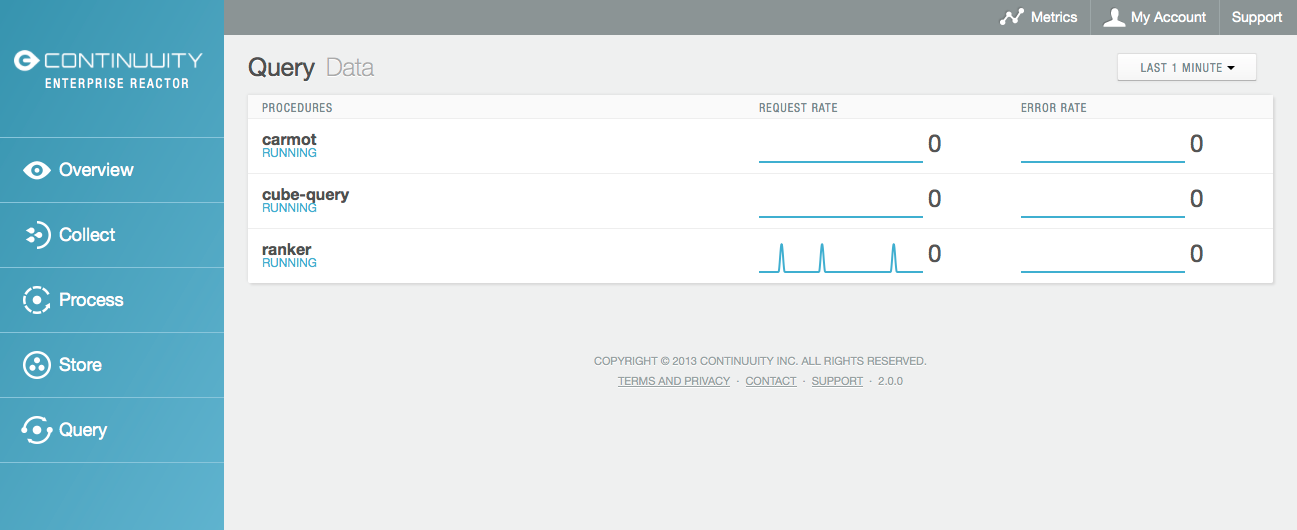 CONTINUUITY
ENTERPRISE REACTOR
Overview
Collect
Process
Store
Query
Metrics
My Account
Support
Query Data
LAST 1 MINUTE
PROCEDURES REQUEST RATE ERROR RATE
carmot
RUNNING
0 0
cube-query
RUNNING
0 0
ranker
RUNNING
0 0
COPYRIGHT © 2013 CONTINUUITY INC. ALL RIGHTS RESERVED.
TERMS AND PRIVACY · CONTACT · SUPPORT · 2.0.0